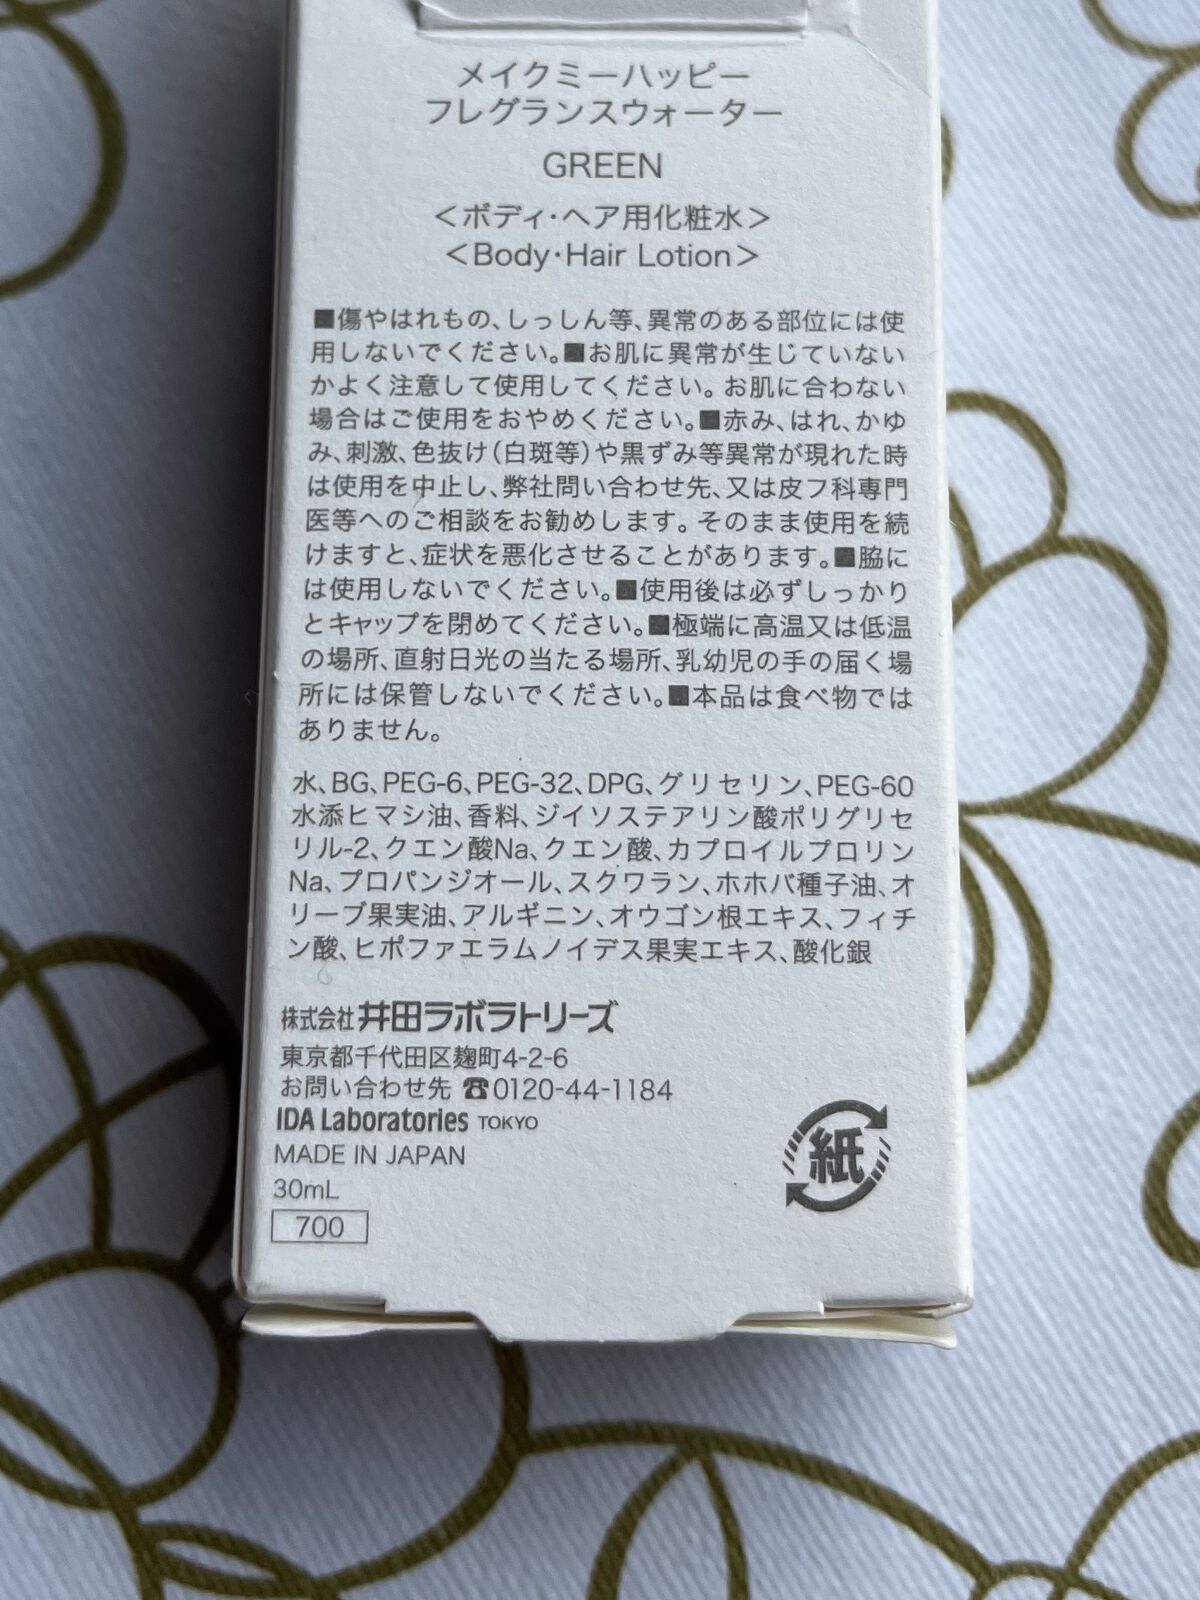 メイクミーハッピー
フレグランスウォーター
GREEN
＜ボディ・ヘア用化粧水＞
＜Body・Hair Lotion＞
■傷やはれもの、しっしん等、異常のある部位には使
用しないでください。■お肌に異常が生じていない
かよく注意して使用してください。お肌に合わない
場合はご使用をおやめください。■赤み、はれ、かゆ
み、刺激、色抜け（白斑等）や黒ずみ等異常が現れた時
は使用を中止し、弊社問い合わせ先、又は皮フ科専門
医等へのご相談をお勧めします。そのまま使用を続
けますと、症状を悪化させることがあります。■脇に
は使用しないでください。■使用後は必ずしっかり
とキャップを閉めてください。■極端に高温又は低温
の場所、直射日光の当たる場所、乳幼児の手の届く場
所には保管しないでください。■本品は食べ物では
ありません。
水、BG、PEG-6、PEG-32、DPG、グリセリン、PEG-60
水添ヒマシ油、香料、ジイソステアリン酸ポリグリセ
リル-2、クエン酸Na、クエン酸、カプロイルプロリン
Na、プロパンジオール、スクワラン、ホホバ種子油、オ
リーブ果実油、アルギニン、オウゴン根エキス、フィチ
ン酸、ヒポファエラムノイデス果実エキス、酸化銀
株式会社 井田ラボラトリーズ
東京都千代田区麹町4-2-6
お問い合わせ先 ☎0120-44-1184
IDA Laboratories TOKYO
MADE IN JAPAN
30mL
700
紙